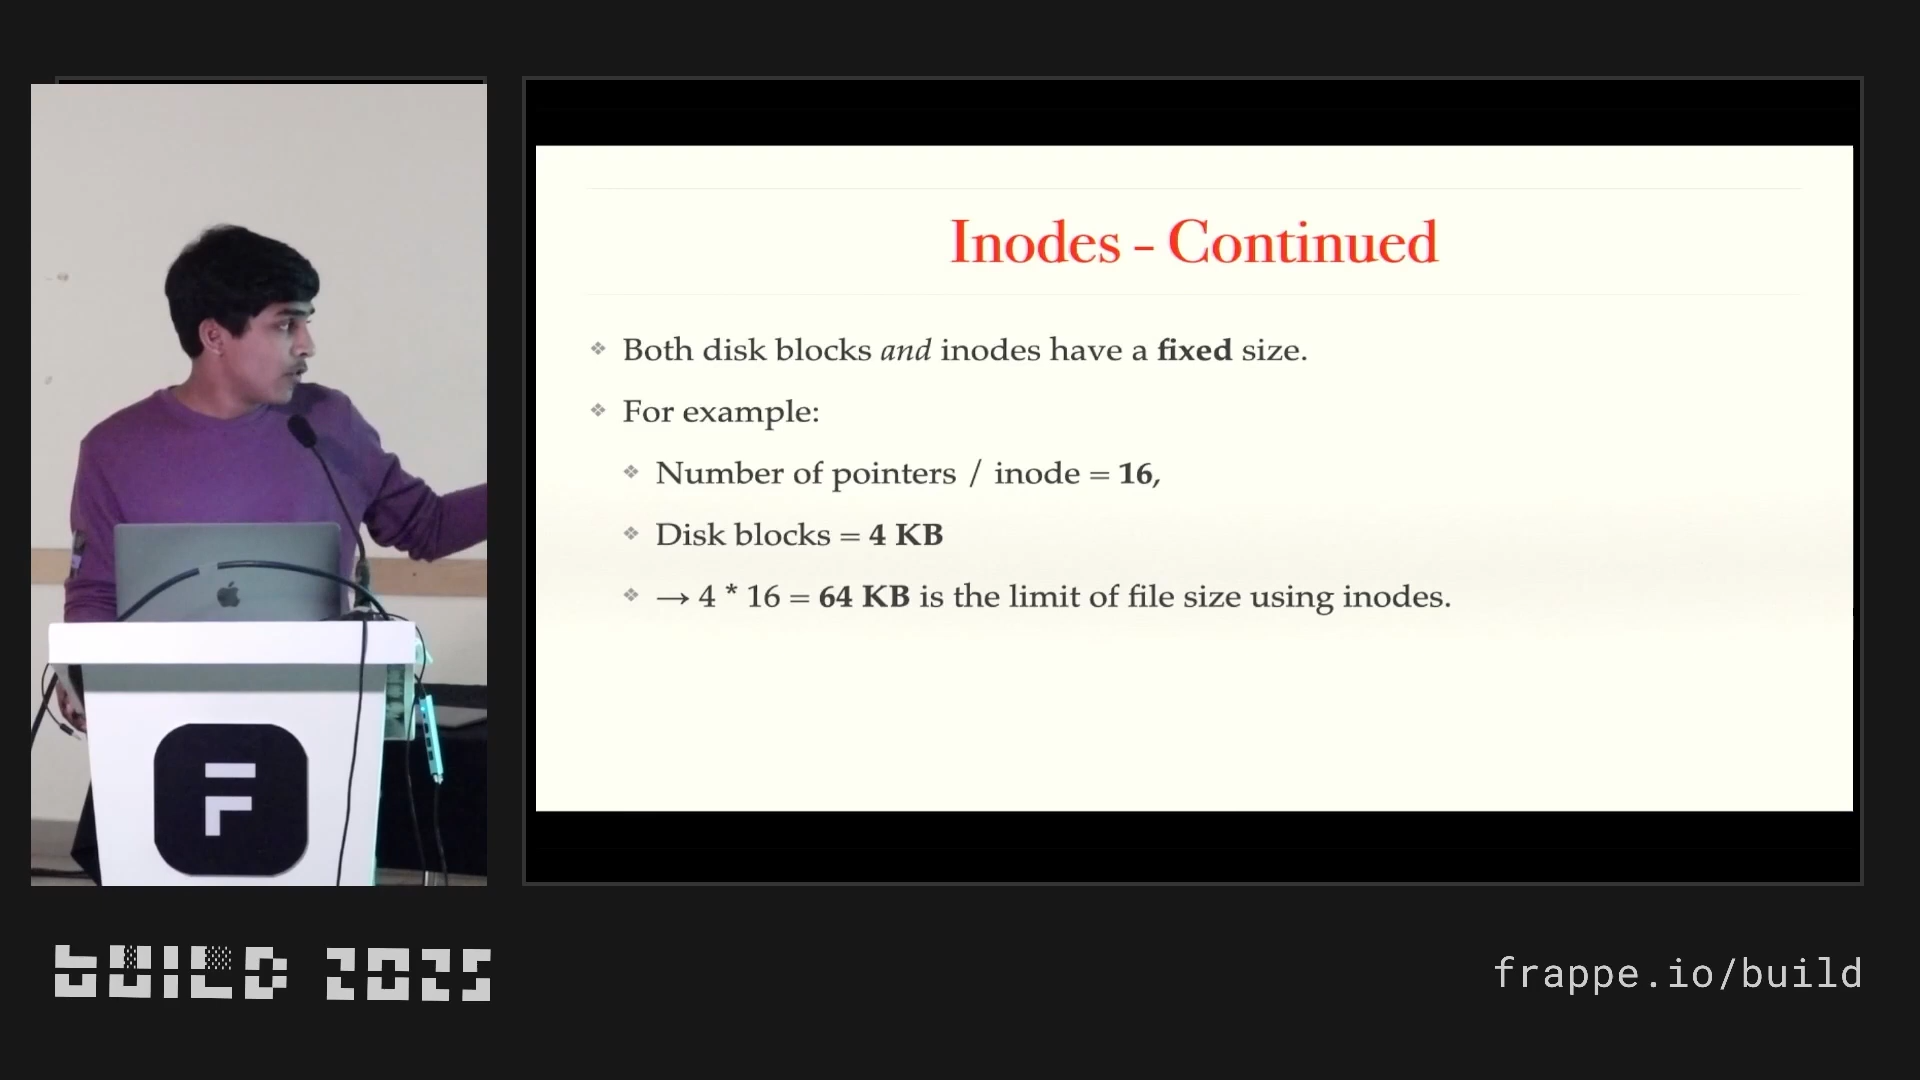 Inodes - Continued
Both disk blocks and inodes have a fixed size.
For example:
Number of pointers / inode = 16,
Disk blocks = 4 KB
→ 4 * 16 = 64 KB is the limit of file size using inodes.
F
BUILD 2025
frappe.io/build